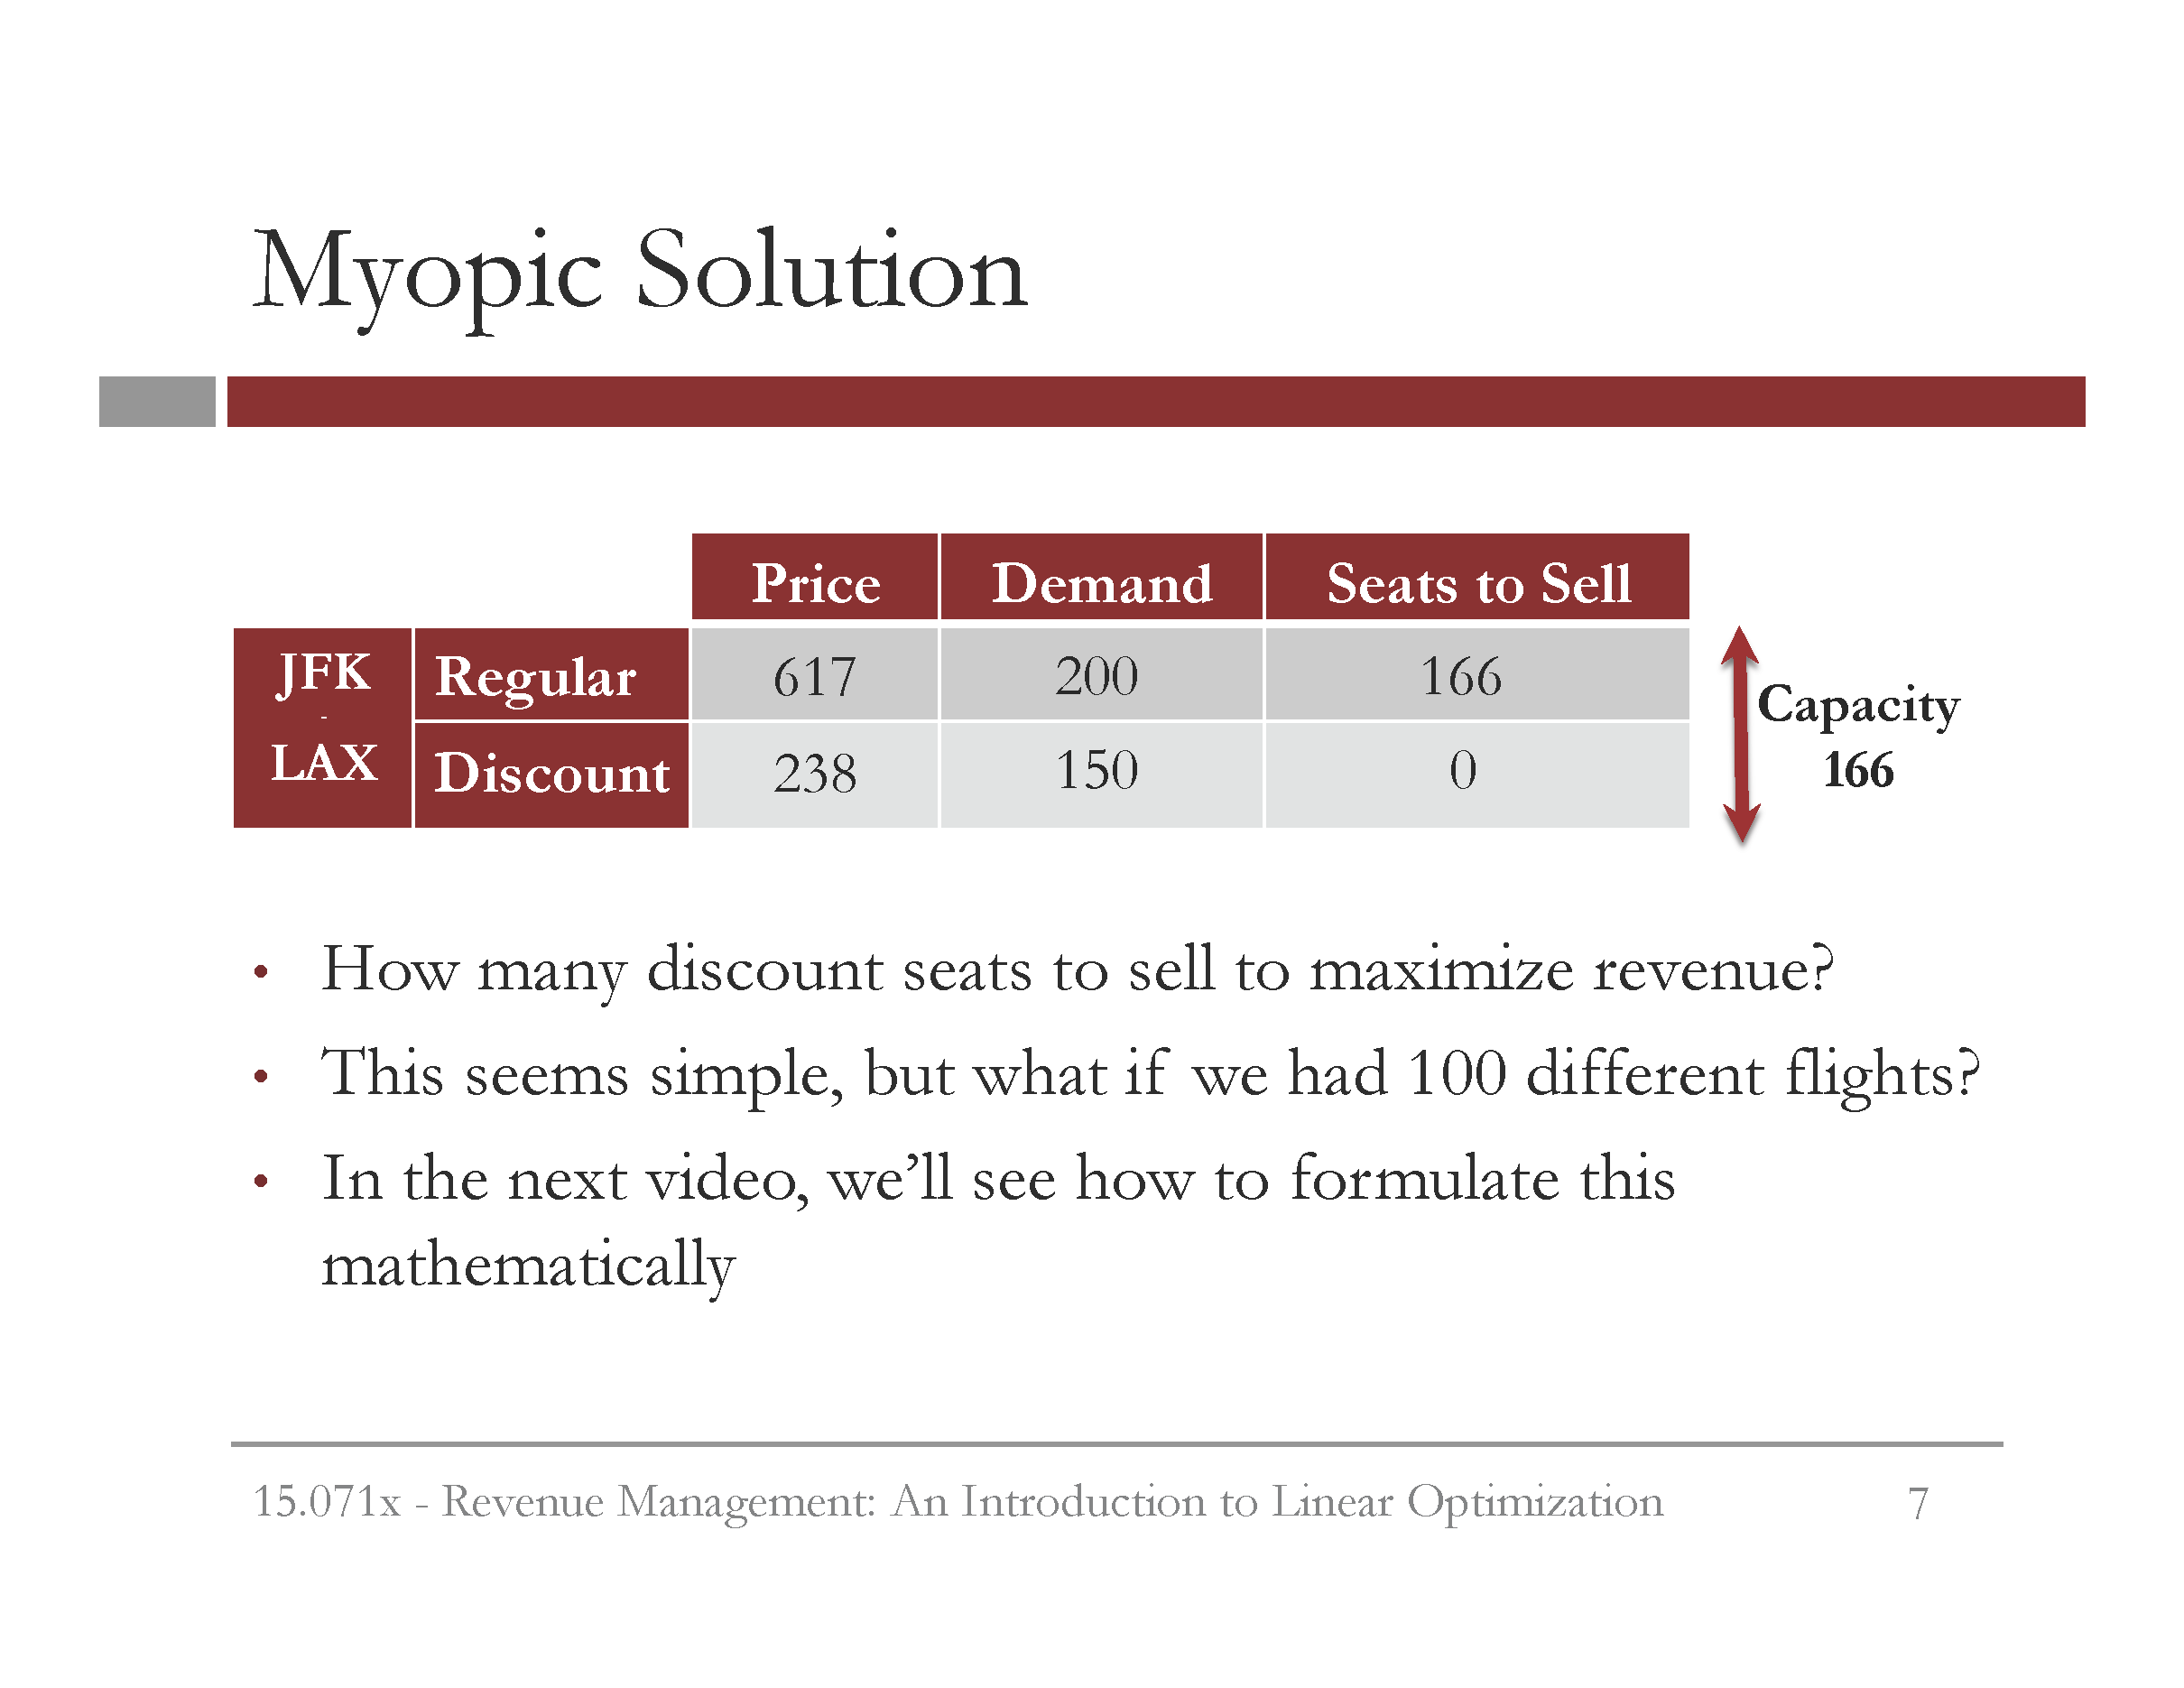 Myopic Solution
Price Demand Seats to Sell
JFK
-
LAX
Regular 617 200 166
Discount 238 150 0
Capacity
166
• How many discount seats to sell to maximize revenue?
• This seems simple, but what if we had 100 different flights?
• In the next video, we’ll see how to formulate this
mathematically
15.071x - Revenue Management: An Introduction to Linear Optimization 7